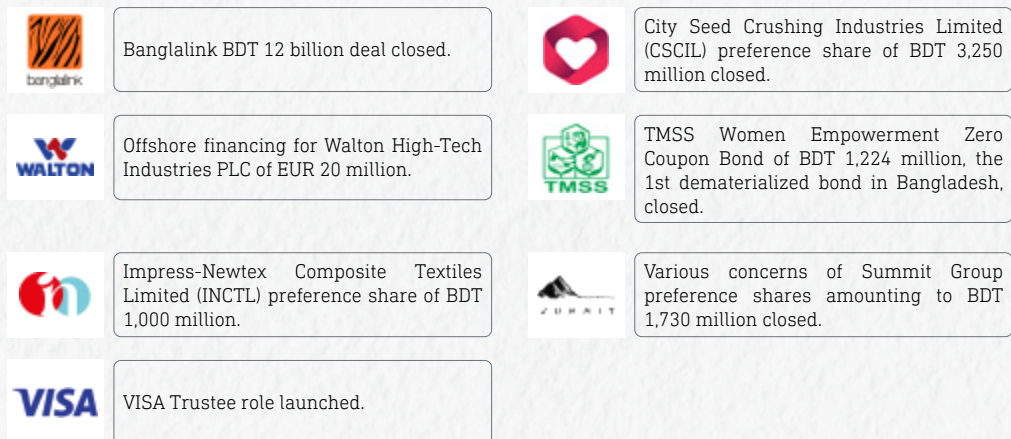 banglalink
Banglalink BDT 12 billion deal closed.
City Seed Crushing Industries Limited
(CSCIL) preference share of BDT 3,250
million closed.
WALTON
Offshore financing for Walton High-Tech
Industries PLC of EUR 20 million.
TMSS
TMSS Women Empowerment Zero
Coupon Bond of BDT 1,224 million, the
1st dematerialized bond in Bangladesh,
closed.
Impress-Newtex Composite Textiles
Limited (INCTL) preference share of BDT
1,000 million.
SUMMIT
Various concerns of Summit Group
preference shares amounting to BDT
1,730 million closed.
VISA
VISA Trustee role launched.